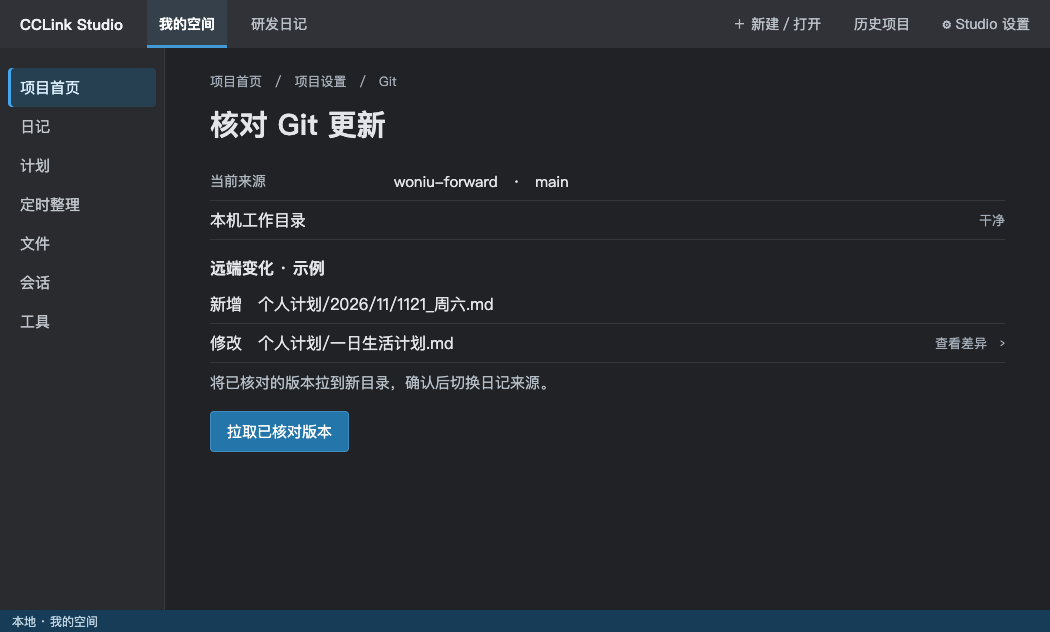 CCLink Studio 我的空间 研发日记 + 新建 / 打开 历史项目 ⚙ Studio 设置
项目首页
日记
计划
定时整理
文件
会话
工具
项目首页 / 项目设置 / Git
核对 Git 更新
当前来源 woniu-forward · main
本机工作目录 干净
远端变化 · 示例
新增 个人计划/2026/11/1121_周六.md
修改 个人计划/一日生活计划.md 查看差异 ›
将已核对的版本拉到新目录，确认后切换日记来源。
拉取已核对版本
本地 · 我的空间